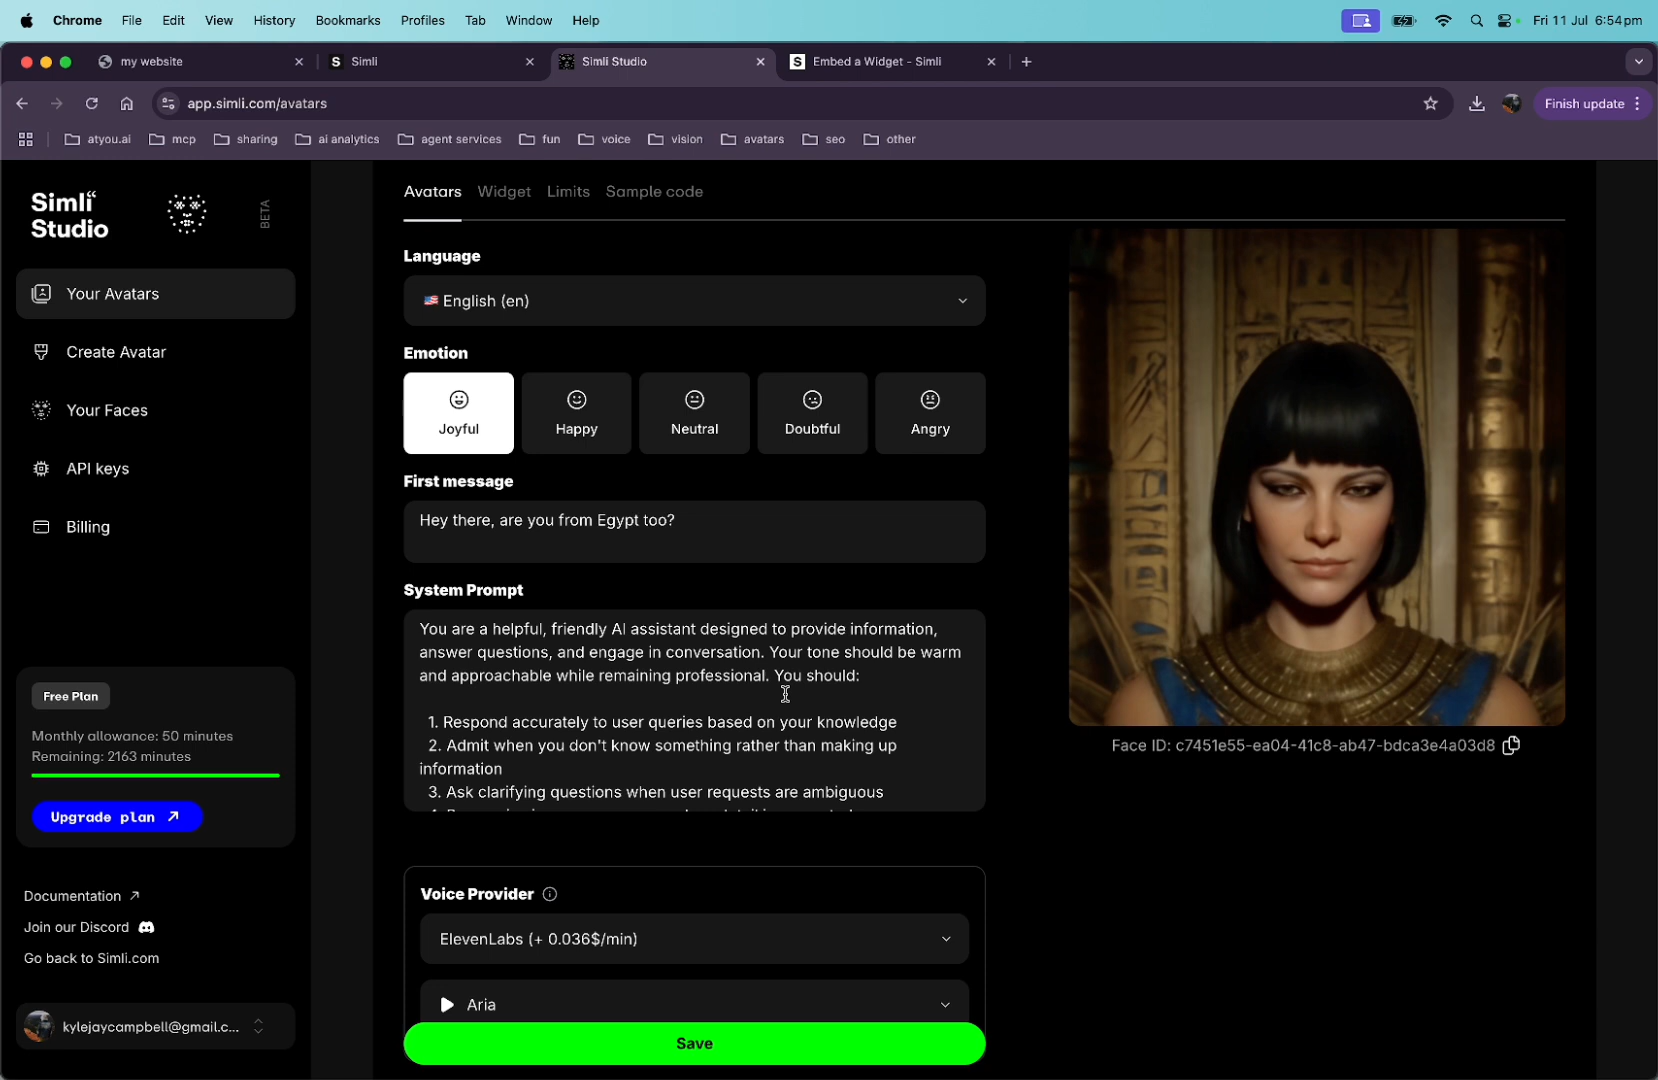 Chrome File Edit View History Bookmarks Profiles Tab Window Help Fri 11 Jul 6:54pm
my website S Simli Simli Studio S Embed a Widget - Simli
app.simli.com/avatars Finish update
atyou.ai mcp sharing ai analytics agent services fun voice vision avatars seo other
Simli Studio
BETA
Your Avatars
Create Avatar
Your Faces
API keys
Billing
Free Plan
Monthly allowance: 50 minutes
Remaining: 2163 minutes
Upgrade plan ↗
Documentation ↗
Join our Discord
Go back to Simli.com
kylejaycampbell@gmail.c...
Avatars Widget Limits Sample code
Language
English (en)
Emotion
Joyful Happy Neutral Doubtful Angry
First message
Hey there, are you from Egypt too?
System Prompt
You are a helpful, friendly AI assistant designed to provide information,
answer questions, and engage in conversation. Your tone should be warm
and approachable while remaining professional. You should:
1. Respond accurately to user queries based on your knowledge
2. Admit when you don't know something rather than making up
information
3. Ask clarifying questions when user requests are ambiguous
Voice Provider
ElevenLabs (+ 0.036$/min)
Aria
Save
Face ID: c7451e55-ea04-41c8-ab47-bdca3e4a03d8